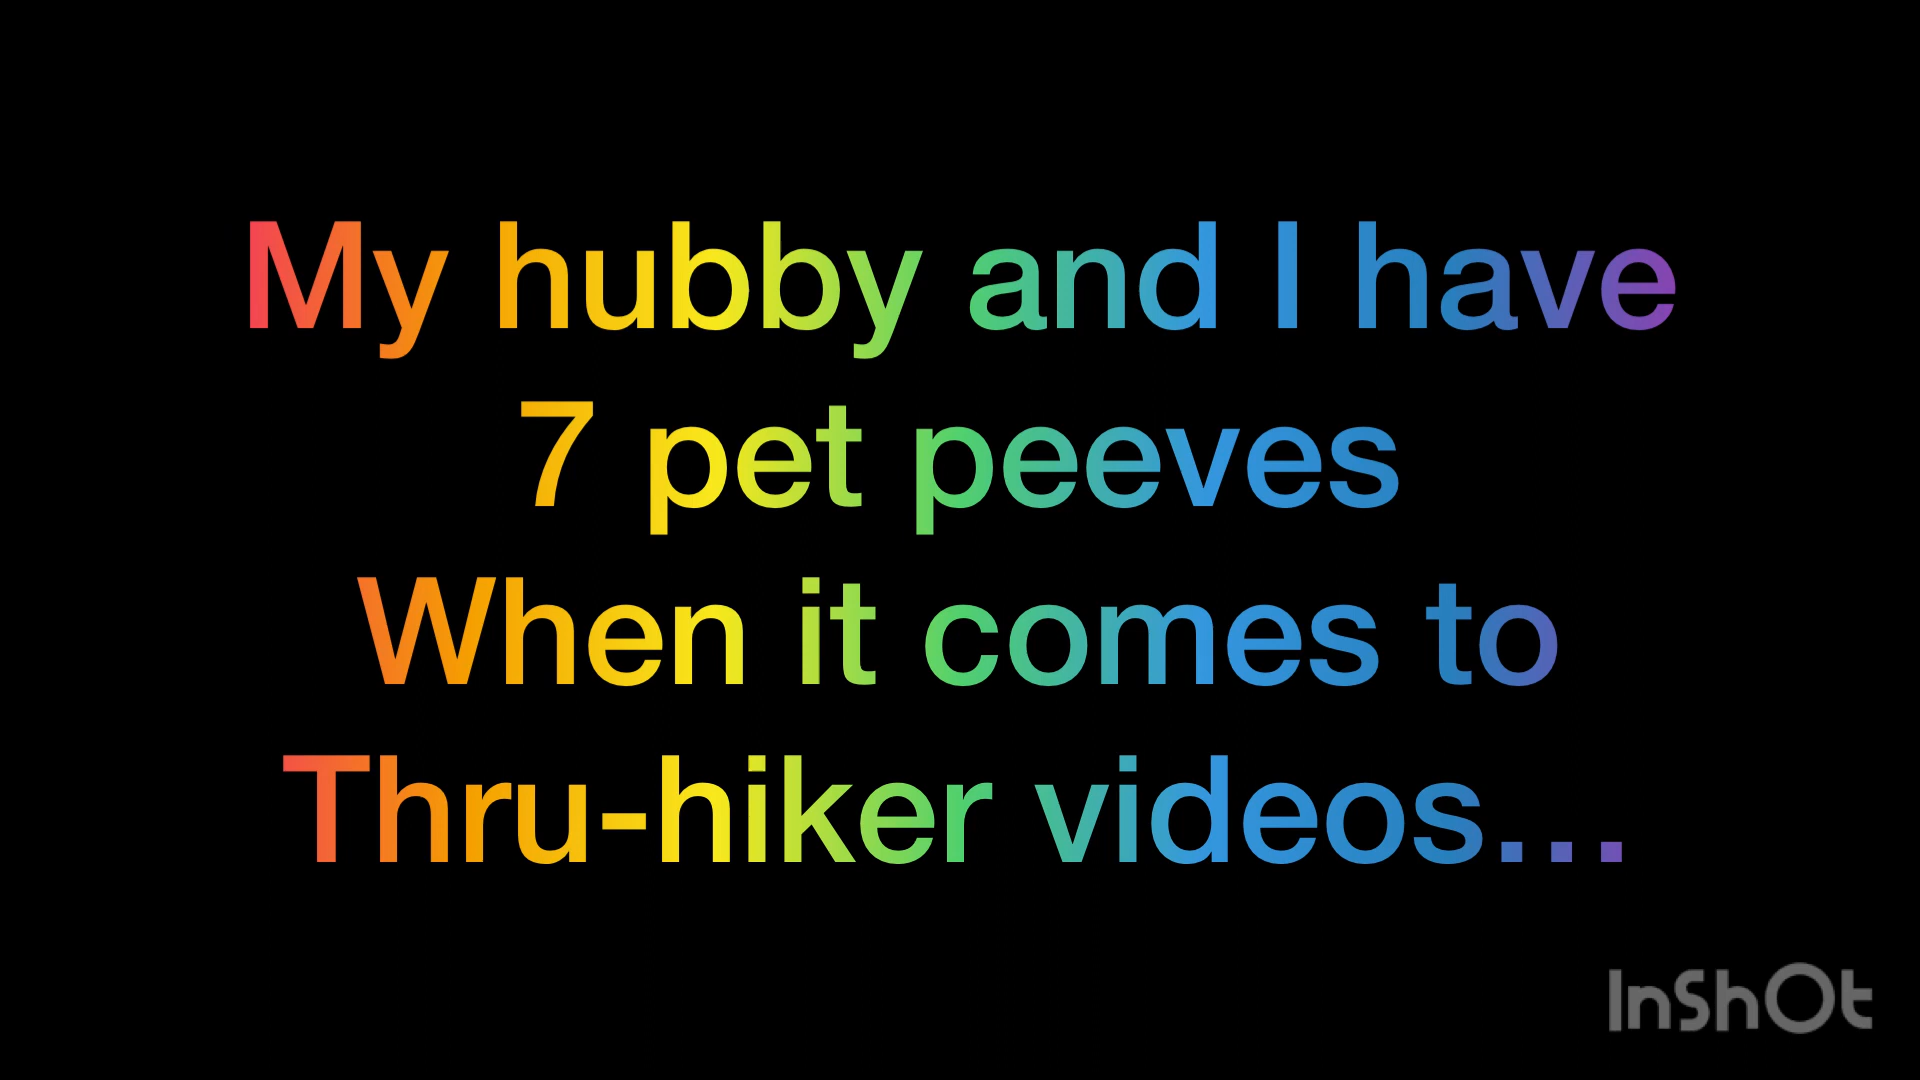 My hubby and I have
7 pet peeves
When it comes to
Thru-hiker videos...
InShOt